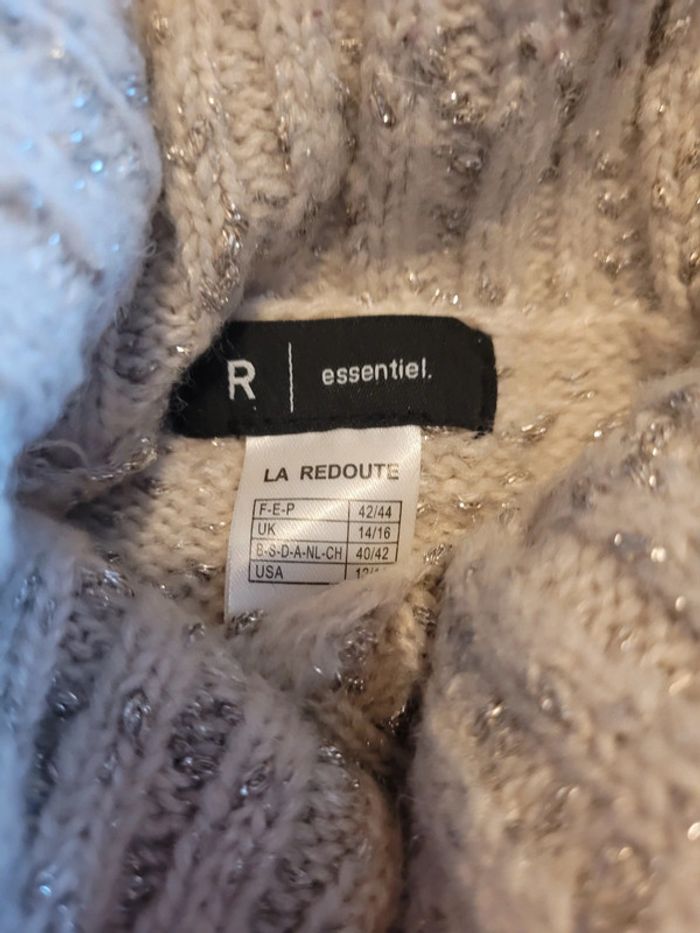 R | essentiel.
LA REDOUTE
F-E-P 42/44
UK 14/16
B-S-D-A-NL-CH 40/42
USA